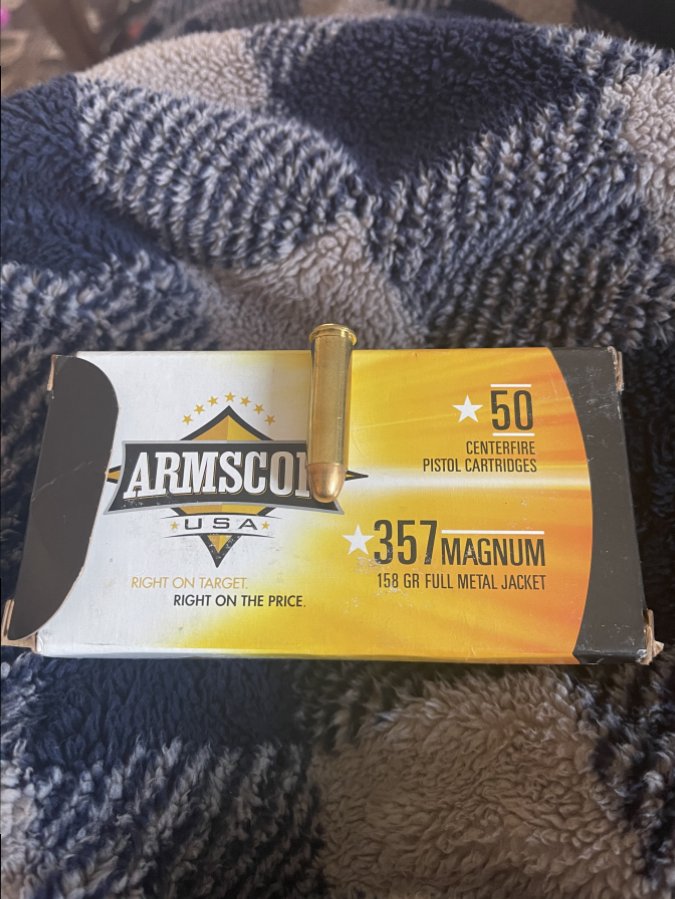 ARMSCO
USA
RIGHT ON TARGET.
RIGHT ON THE PRICE.
50
CENTERFIRE
PISTOL CARTRIDGES
357 MAGNUM
158 GR FULL METAL JACKET